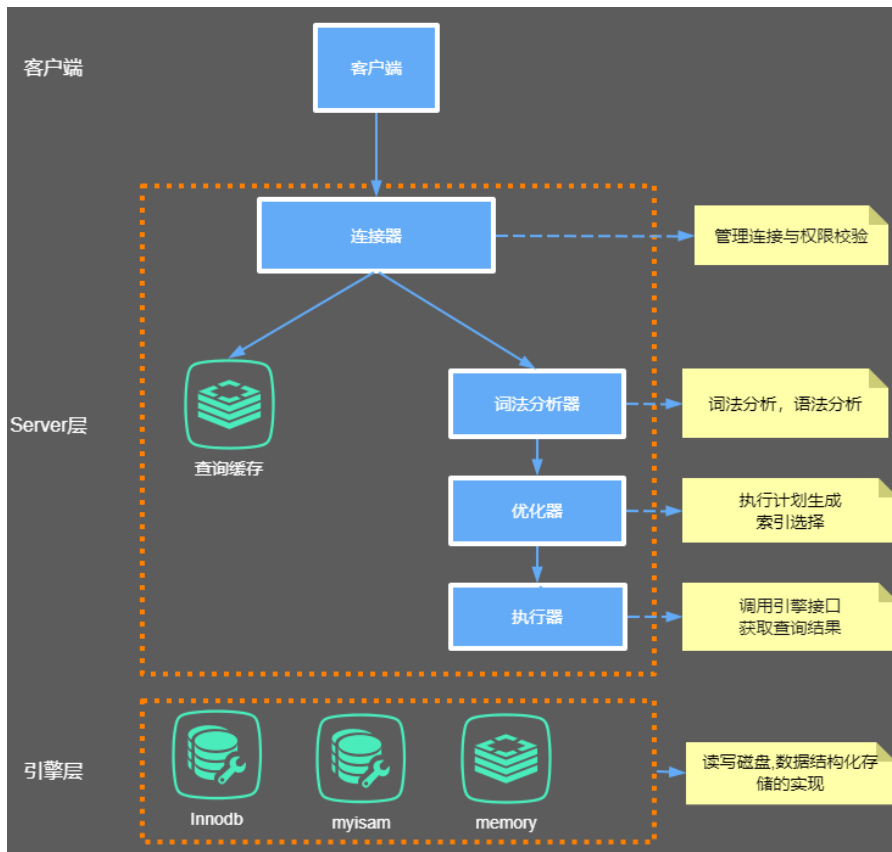 客户端
客户端
连接器
管理连接与权限校验
Server层
查询缓存
词法分析器
词法分析，语法分析
优化器
执行计划生成
索引选择
执行器
调用引擎接口
获取查询结果
引擎层
Innodb
myisam
memory
读写磁盘,数据结构化存
储的实现